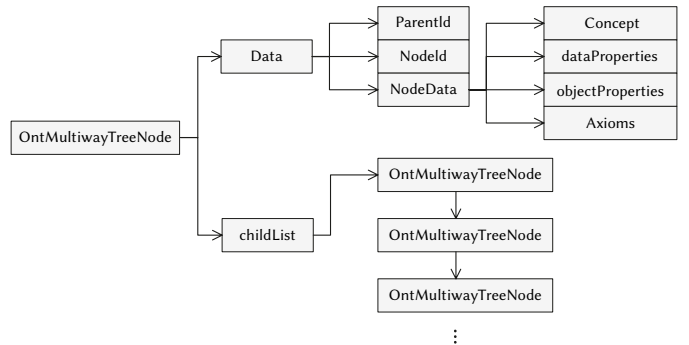 OntMultiwayTreeNode
Data
ParentId
NodeId
NodeData
Concept
dataProperties
objectProperties
Axioms
childList
OntMultiwayTreeNode
OntMultiwayTreeNode
OntMultiwayTreeNode
⋮